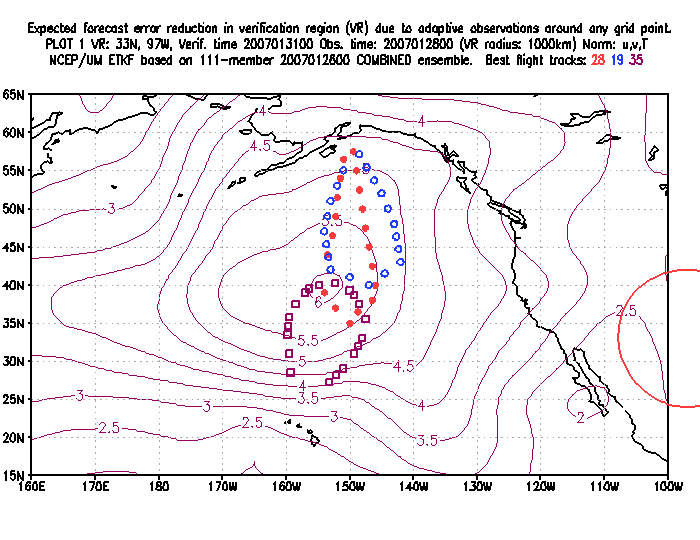 Expected forecast error reduction in verification region (VR) due to adaptive observations around any grid point.
PLOT 1 VR: 33N, 97W, Verif. time 2007013100 Obs. time: 2007012800 (VR radius: 1000km) Norm: u,v,T
NCEP/UM ETKF based on 111-member 2007012600 COMBINED ensemble. Best flight tracks: 28 19 35
65N
4
60N
4
4.5
55N
5
50N
3
5.5
45N
40N
6
35N
2.5
5.5
30N
5
4.5
4
3.5
25N
3
3
3
4
2
20N
2.5
2.5
3.5
15N
160E 170E 180 170W 160W 150W 140W 130W 120W 110W 100W